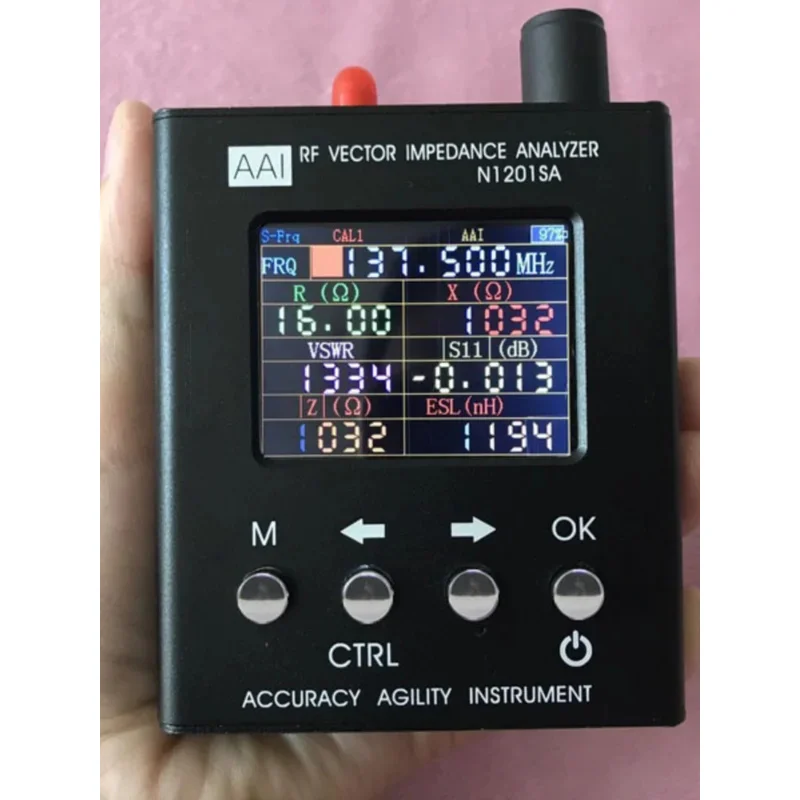 AAI RF VECTOR IMPEDANCE ANALYZER
N1201SA
S-Frq CAL1 AAI 97%
FRQ 137.500 MHz
R (Ω) X (Ω)
16.00 1032
VSWR |S11| (dB)
1334 -0.013
|Z| (Ω) ESL(nH)
1032 1194
M OK
CTRL
ACCURACY AGILITY INSTRUMENT